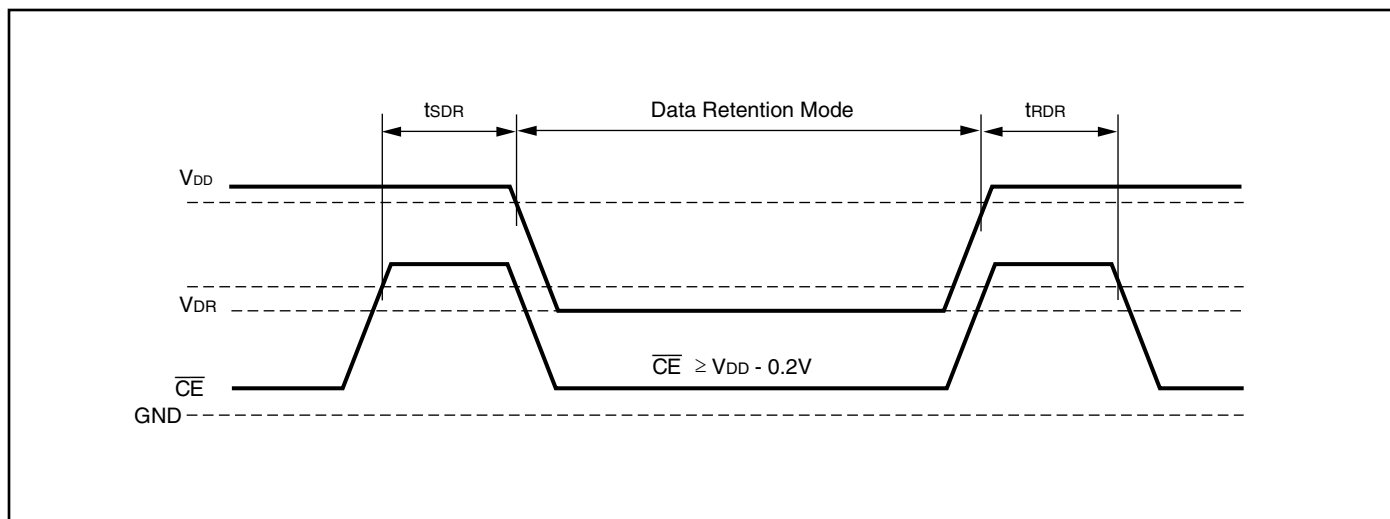 tSDR
Data Retention Mode
tRDR
VDD
VDR
CE ≥ VDD - 0.2V
CE
GND